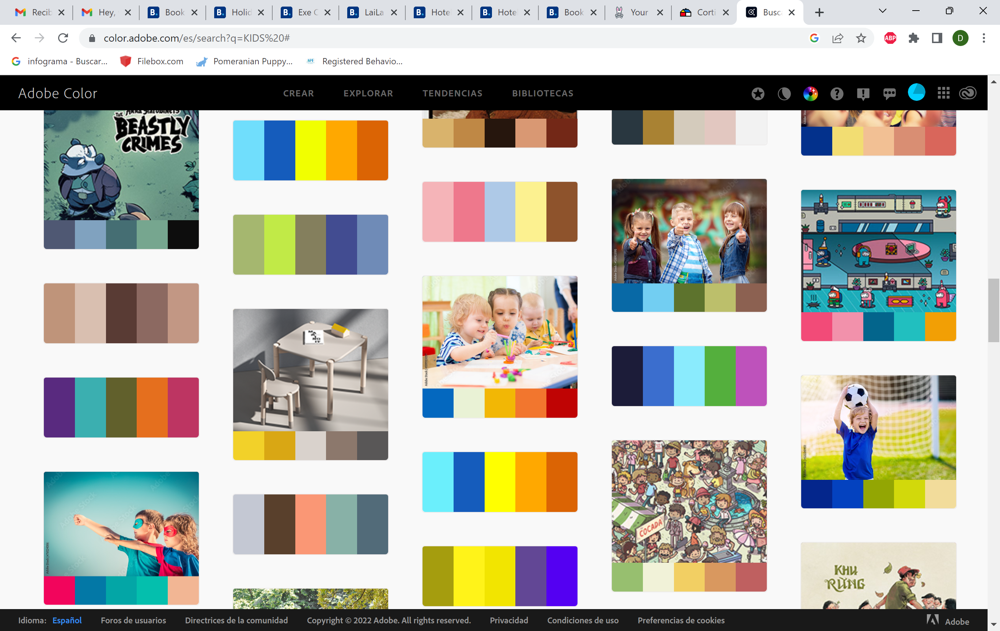 Recib
Hey,
Book
Holid
Exe C
LaiLa
Hote
Hote
Book
Your
Corti
Busc
color.adobe.com/es/search?q=KIDS%20#
ABP
D
infograma - Buscar...
Filebox.com
Pomeranian Puppy...
Registered Behavio...
Adobe Color
CREAR
EXPLORAR
TENDENCIAS
BIBLIOTECAS
THE
BEASTLY
CRIMES
COCADA
KHU
RỪNG
Idioma: Español
Foros de usuarios
Directrices de la comunidad
Copyright © 2022 Adobe. All rights reserved.
Privacidad
Condiciones de uso
Preferencias de cookies
Adobe